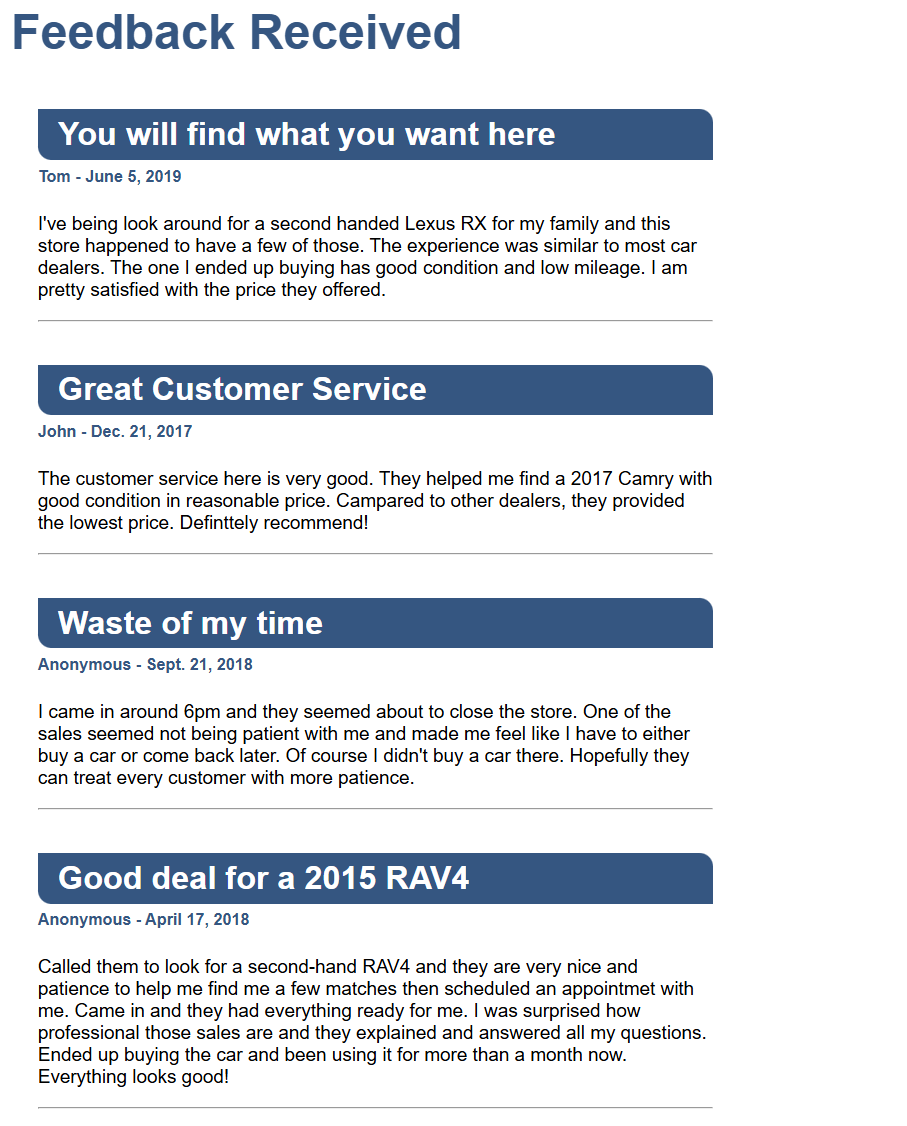 Feedback Received
You will find what you want here
Tom - June 5, 2019
I've being look around for a second handed Lexus RX for my family and this
store happened to have a few of those. The experience was similar to most car
dealers. The one I ended up buying has good condition and low mileage. I am
pretty satisfied with the price they offered.
Great Customer Service
John - Dec. 21, 2017
The customer service here is very good. They helped me find a 2017 Camry with
good condition in reasonable price. Campared to other dealers, they provided
the lowest price. Definttely recommend!
Waste of my time
Anonymous - Sept. 21, 2018
I came in around 6pm and they seemed about to close the store. One of the
sales seemed not being patient with me and made me feel like I have to either
buy a car or come back later. Of course I didn't buy a car there. Hopefully they
can treat every customer with more patience.
Good deal for a 2015 RAV4
Anonymous - April 17, 2018
Called them to look for a second-hand RAV4 and they are very nice and
patience to help me find me a few matches then scheduled an appointmet with
me. Came in and they had everything ready for me. I was surprised how
professional those sales are and they explained and answered all my questions.
Ended up buying the car and been using it for more than a month now.
Everything looks good!